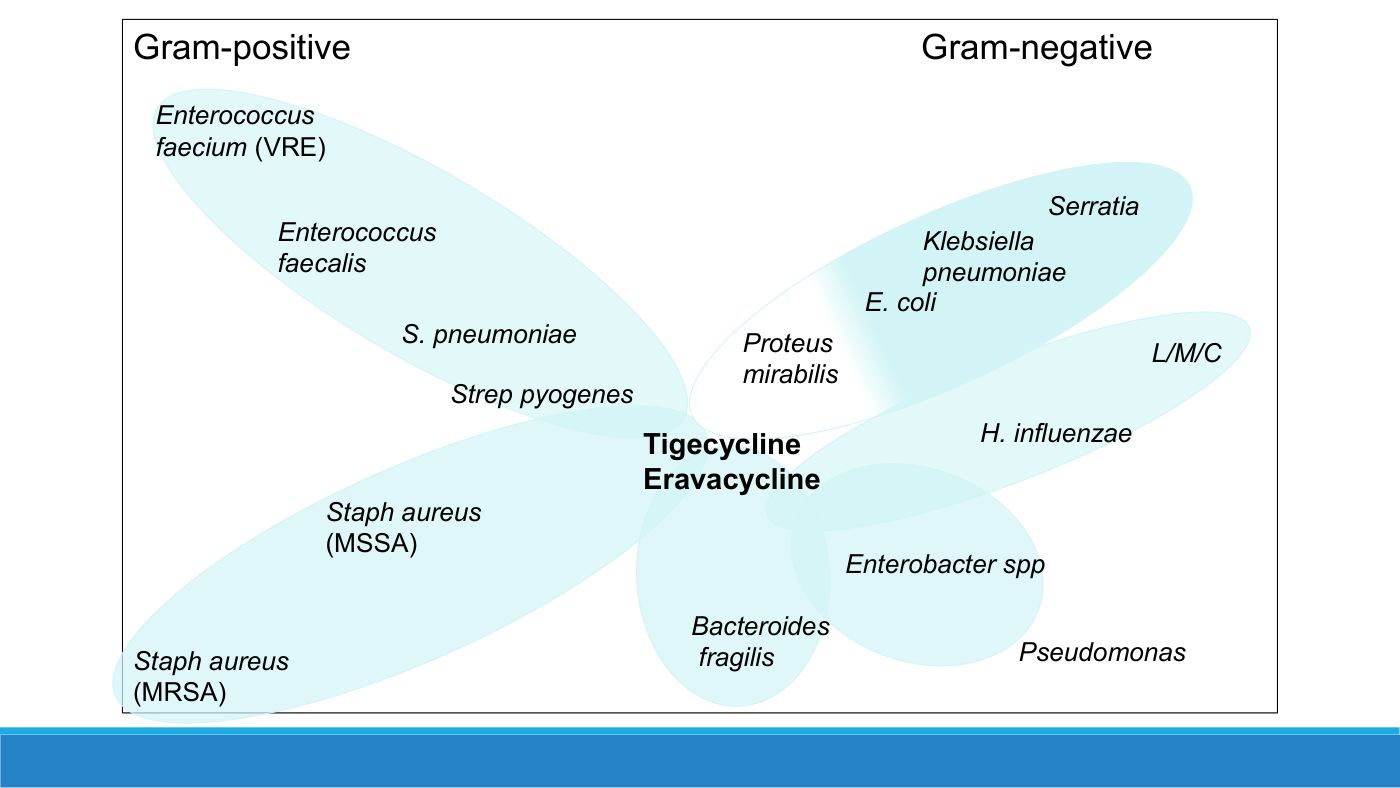 Gram-positive
Gram-negative
Enterococcus
faecium (VRE)
Enterococcus
faecalis
S. pneumoniae
Strep pyogenes
Serratia
Klebsiella
pneumoniae
E. coli
Proteus
mirabilis
L/M/C
H. influenzae
Tigecycline
Eravacycline
Staph aureus
(MSSA)
Staph aureus
(MRSA)
Bacteroides
fragilis
Enterobacter spp
Pseudomonas